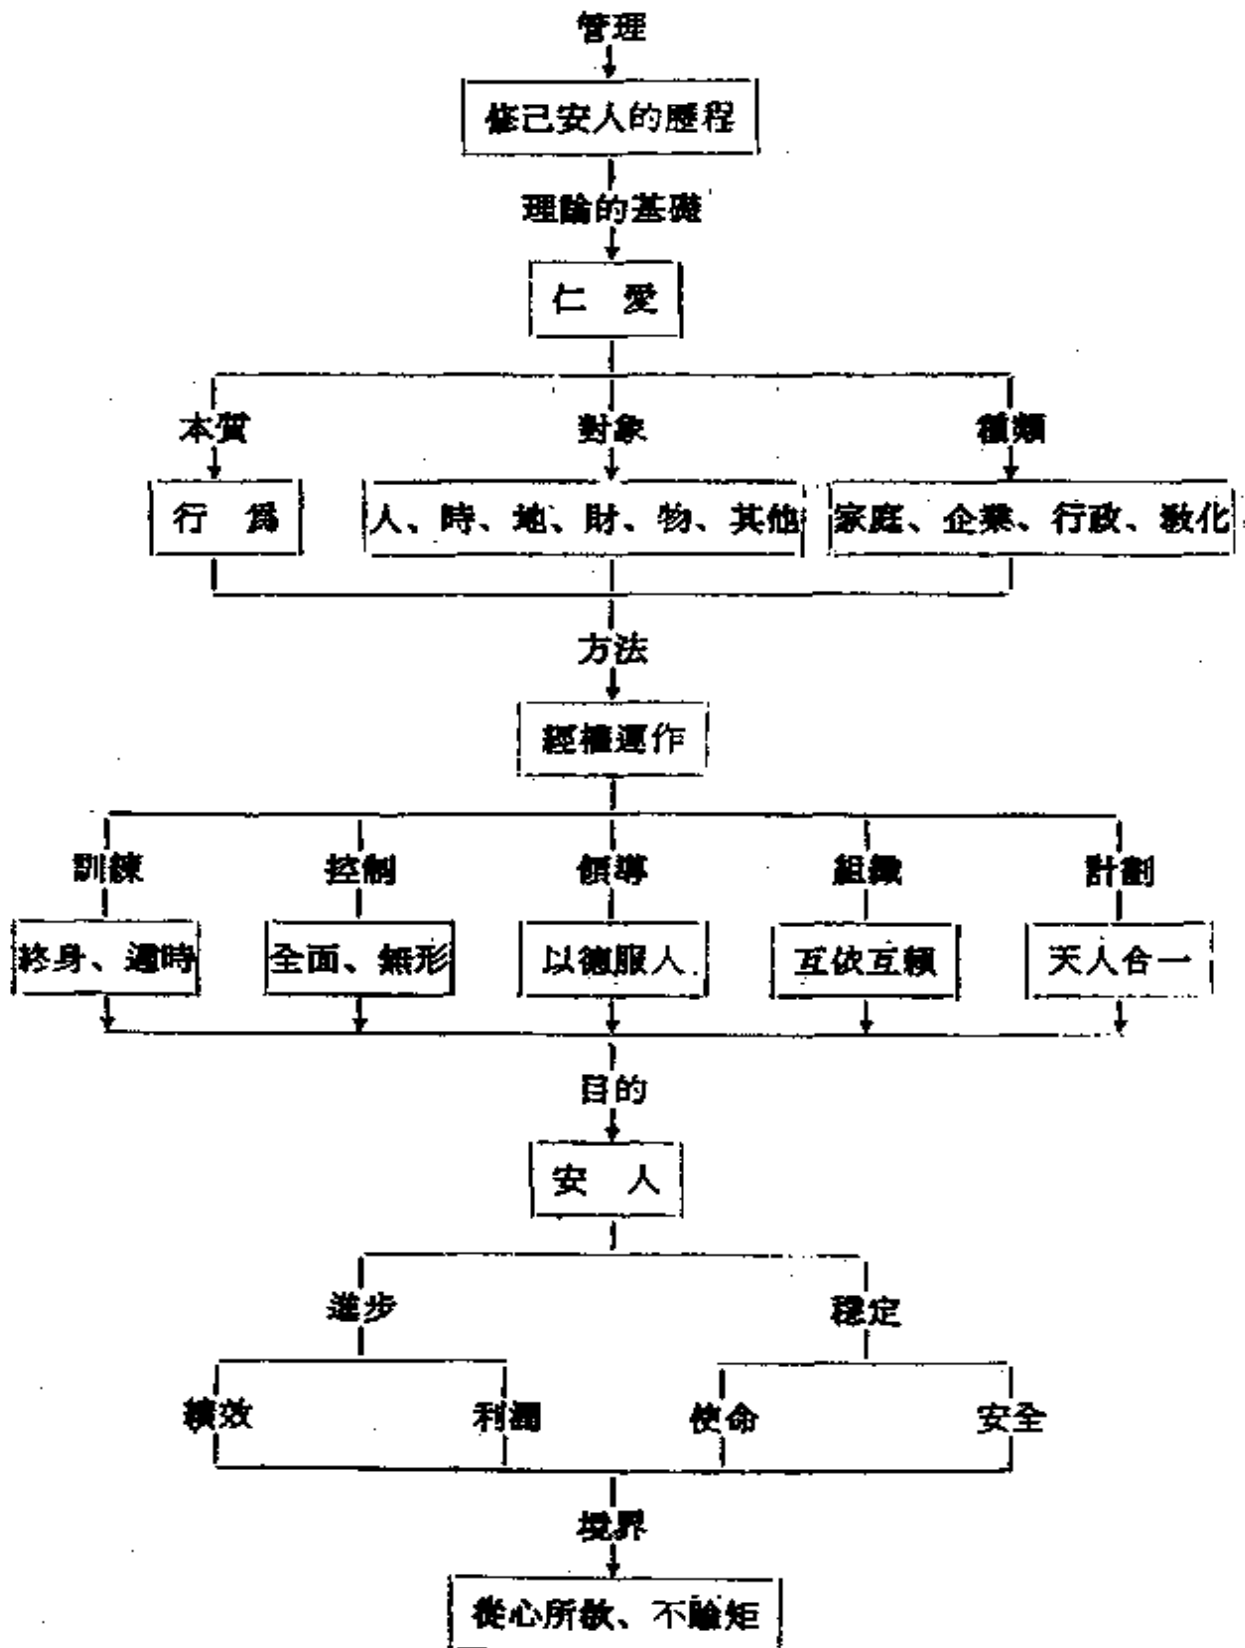 管理
修己安人的歷程
理論的基礎
仁 愛
本質 對象 種類
行 爲 人、時、地、財、物、其他 家庭、企業、行政、教化
方法
經權運作
訓練 控制 領導 組織 計劃
終身、適時 全面、無形 以德服人 互依互賴 天人合一
目的
安 人
進步 穩定
績效 利潤 使命 安全
境界
從心所欲、不踰矩